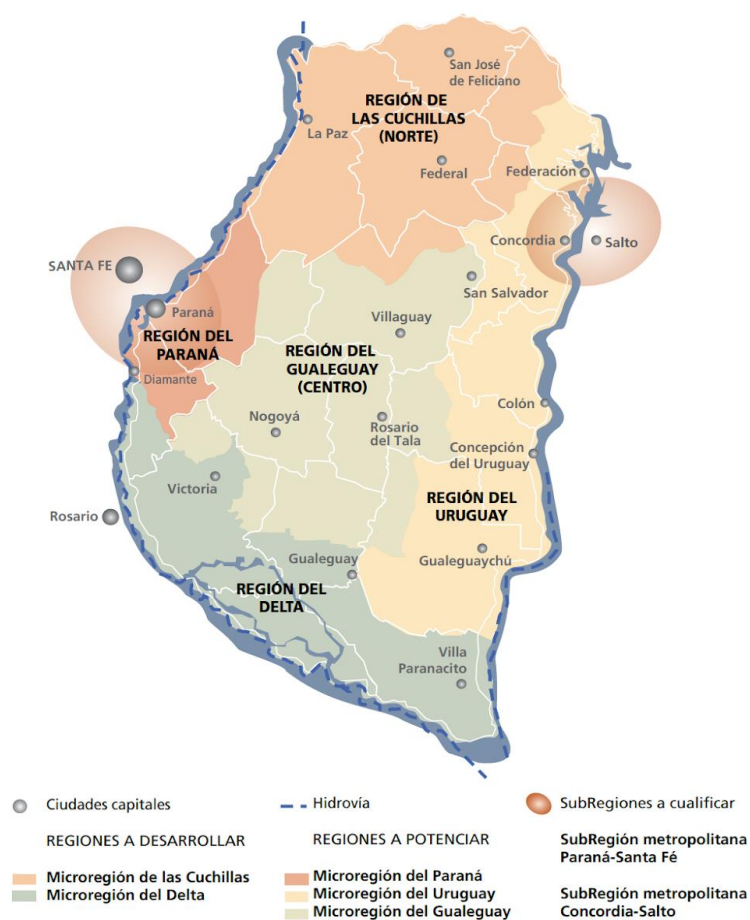 San José
de Feliciano
REGIÓN DE
LAS CUCHILLAS
(NORTE)
La Paz
Federal
Federación
SANTA FE
Concordia
Salto
San Salvador
Paraná
Villaguay
REGIÓN DEL
PARANÁ
REGIÓN DEL
GUALEGUAY
(CENTRO)
Diamante
Colón
Nogoyá
Rosario
del Tala
Concepción
del Uruguay
Victoria
REGIÓN DEL
URUGUAY
Rosario
Gualeguay
Gualeguaychú
REGIÓN DEL
DELTA
Villa
Paranacito
Ciudades capitales
Hidrovía
SubRegiones a cualificar
REGIONES A DESARROLLAR
REGIONES A POTENCIAR
SubRegión metropolitana
Paraná-Santa Fé
Microregión de las Cuchillas
Microregión del Delta
Microregión del Paraná
Microregión del Uruguay
Microregión del Gualeguay
SubRegión metropolitana
Concordia-Salto